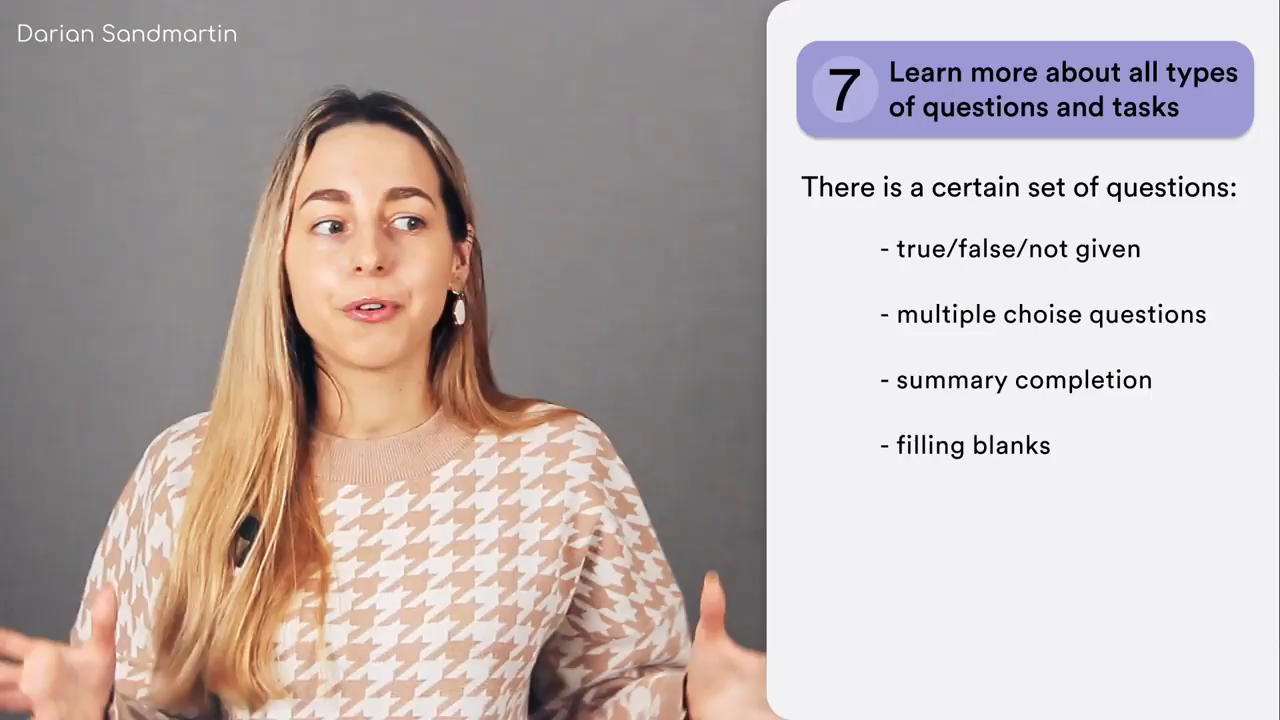 Darian Sandmartin
7
Learn more about all types
of questions and tasks
There is a certain set of questions:
- true/false/not given
- multiple choise questions
- summary completion
- filling blanks